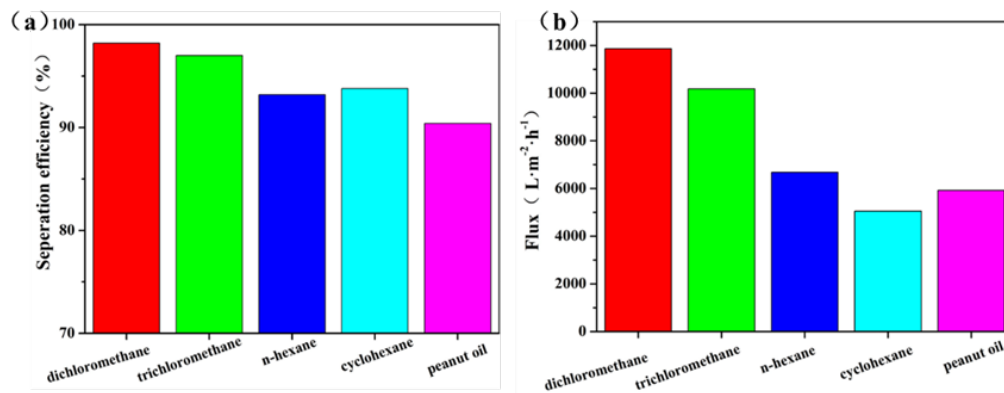 (a)
100
90
80
70
Seperation efficiency (%)
dichloromethane
trichloromethane
n-hexane
cyclohexane
peanut oil
(b)
12000
10000
8000
6000
4000
2000
0
Flux ( L·m⁻²·h⁻¹)
dichloromethane
trichloromethane
n-hexane
cyclohexane
peanut oil